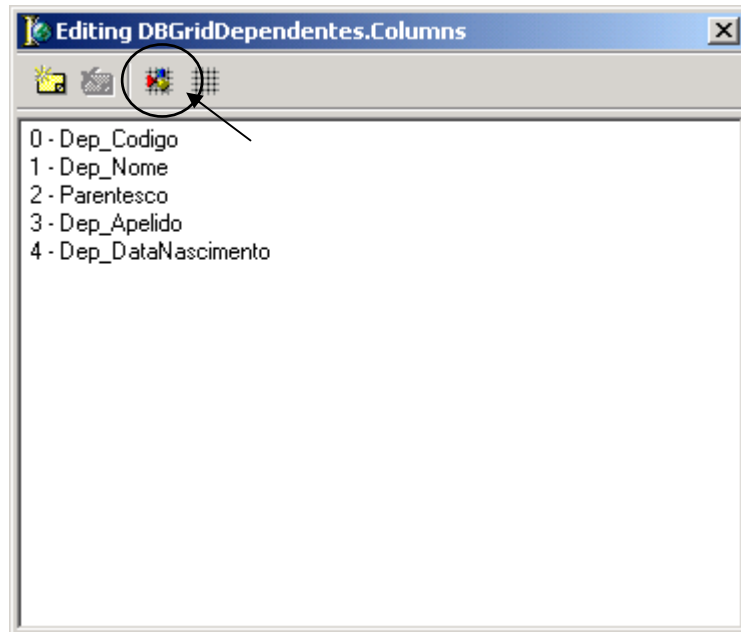 Editing DBGridDependentes.Columns
0 - Dep_Codigo
1 - Dep_Nome
2 - Parentesco
3 - Dep_Apelido
4 - Dep_DataNascimento